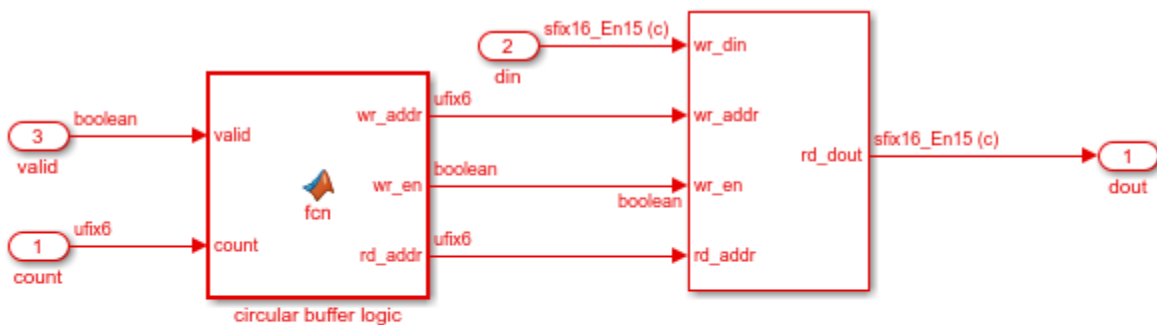 sfix16_En15 (c)
2
din
wr_din
boolean
3
valid
valid
wr_addr
ufix6
wr_addr
fcn
wr_en
boolean
boolean
wr_en
rd_dout
sfix16_En15 (c)
1
dout
ufix6
1
count
count
rd_addr
ufix6
rd_addr
circular buffer logic